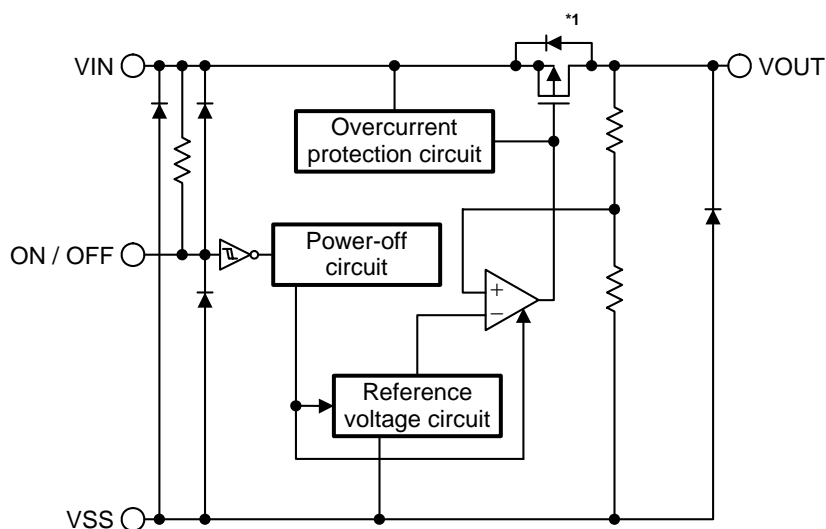 *1
VIN
VOUT
Overcurrent
protection circuit
ON / OFF
Power-off
circuit
+
−
Reference
voltage circuit
VSS